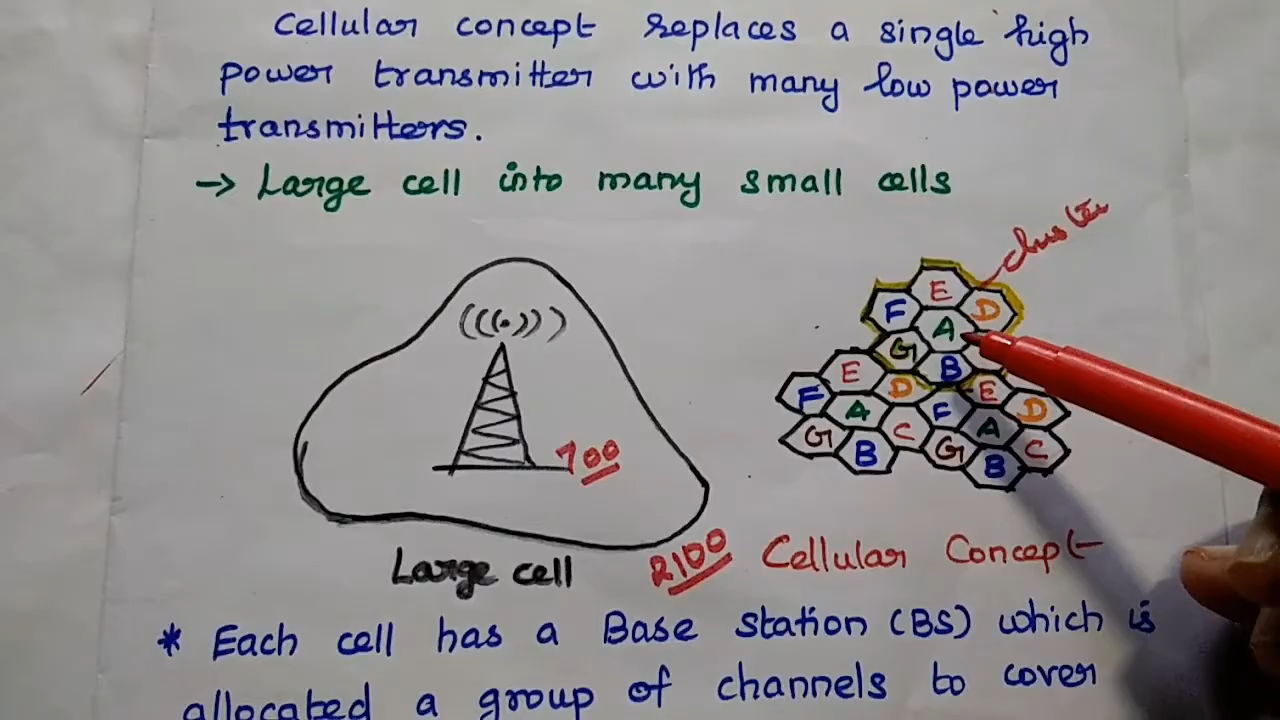 Cellular concept replaces a single high
power transmitter with many low power
transmitters.
→ Large cell into many small cells
cluster
E
F D
A
G
B
E D E
F F D
A A
G C G C
B B
700
2100
Large cell
Cellular Concept
* Each cell has a Base station (BS) which is
allocated a group of channels to cover